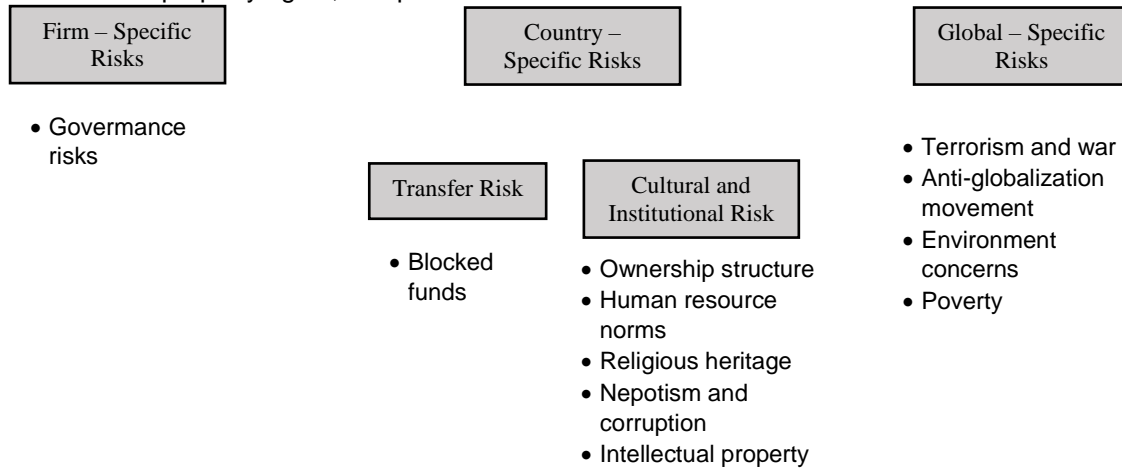 Firm – Specific
Risks
Country –
Specific Risks
Global – Specific
Risks
• Govermance
risks
Transfer Risk
• Blocked
funds
Cultural and
Institutional Risk
• Ownership structure
• Human resource
norms
• Religious heritage
• Nepotism and
corruption
• Intellectual property
• Terrorism and war
• Anti-globalization
movement
• Environment
concerns
• Poverty